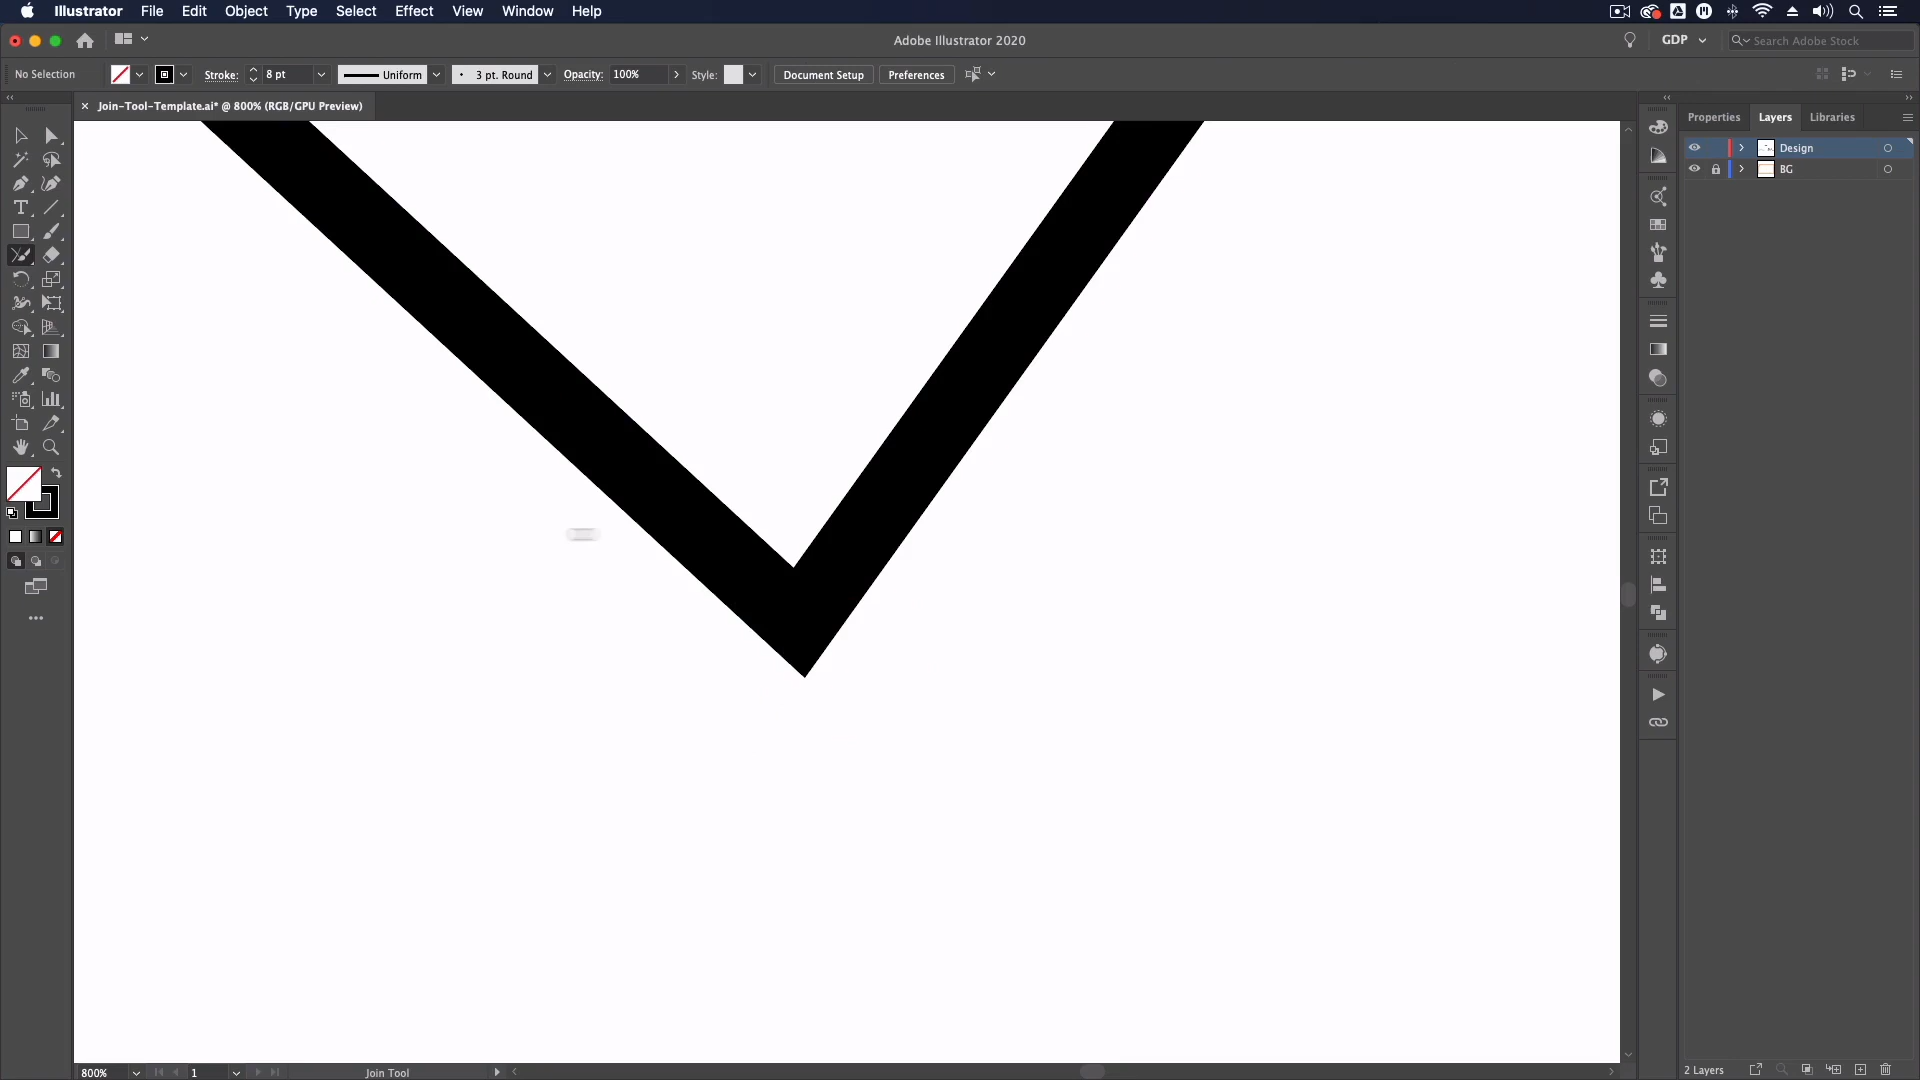 Illustrator File Edit Object Type Select Effect View Window Help
Adobe Illustrator 2020
GDP
Search Adobe Stock
No Selection
Stroke: 8 pt
Uniform
3 pt. Round
Opacity: 100%
Style:
Document Setup
Preferences
Join-Tool-Template.ai* @ 800% (RGB/GPU Preview)
Properties Layers Libraries
Design
BG
800%
1
Join Tool
2 Layers